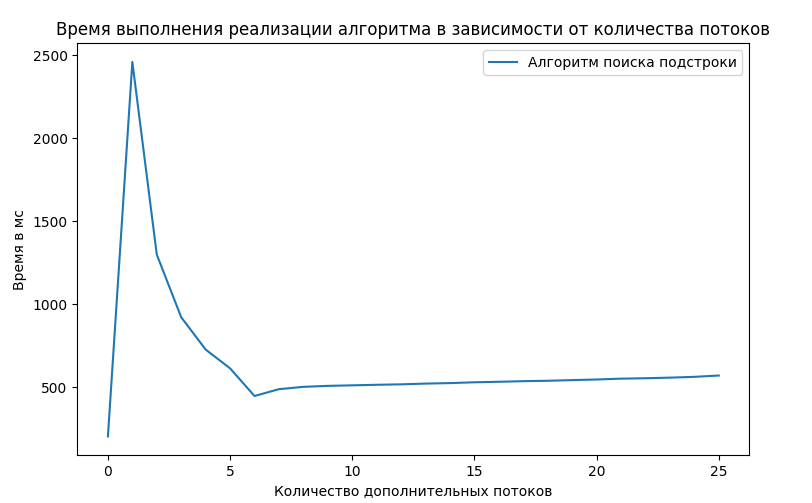 Время выполнения реализации алгоритма в зависимости от количества потоков
Алгоритм поиска подстроки
2500
2000
1500
1000
500
Время в мс
0 5 10 15 20 25
Количество дополнительных потоков